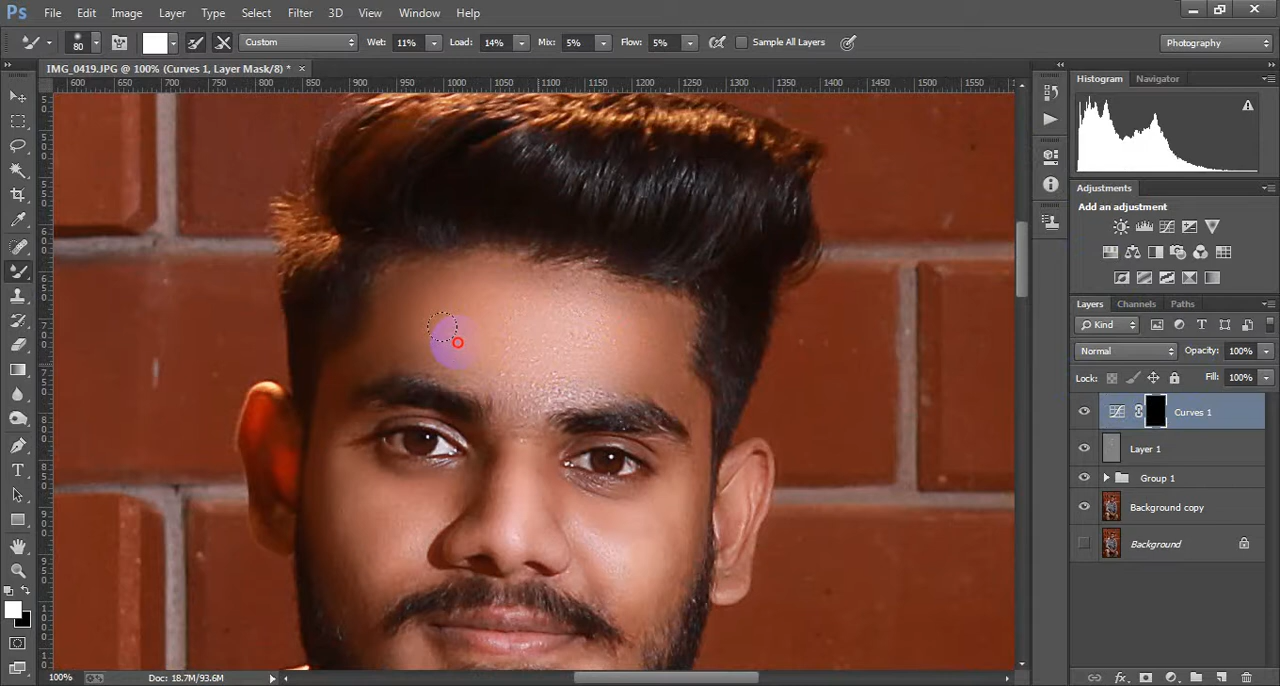 Ps File Edit Image Layer Type Select Filter 3D View Window Help
80 Custom Wet: 11% Load: 14% Mix: 5% Flow: 5% Sample All Layers Photography
IMG_0419.JPG @ 100% (Curves 1, Layer Mask/8) * ×
600 850 900 950 1000 1050 1100 1150 1200 1250 1300 1350 1400 1450 1500 1550
Histogram Navigator
Adjustments
Add an adjustment
Layers Channels Paths
Kind
Normal Opacity: 100%
Lock: Fill: 100%
Curves 1
Layer 1
Group 1
Background copy
Background
100% Doc: 18.7M/93.6M